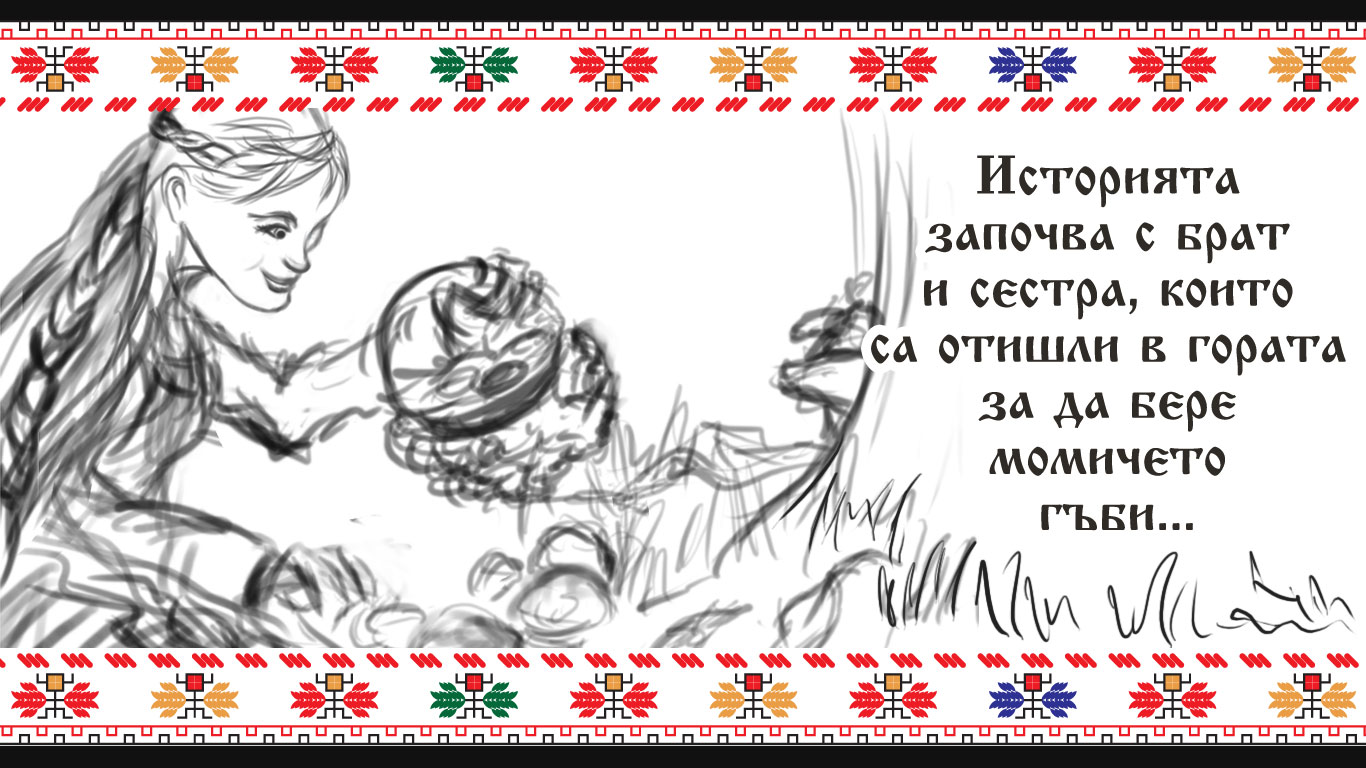 Историята
започва с брат
и сестра, които
са отишли в гората
за да бере
момичето
гъби...